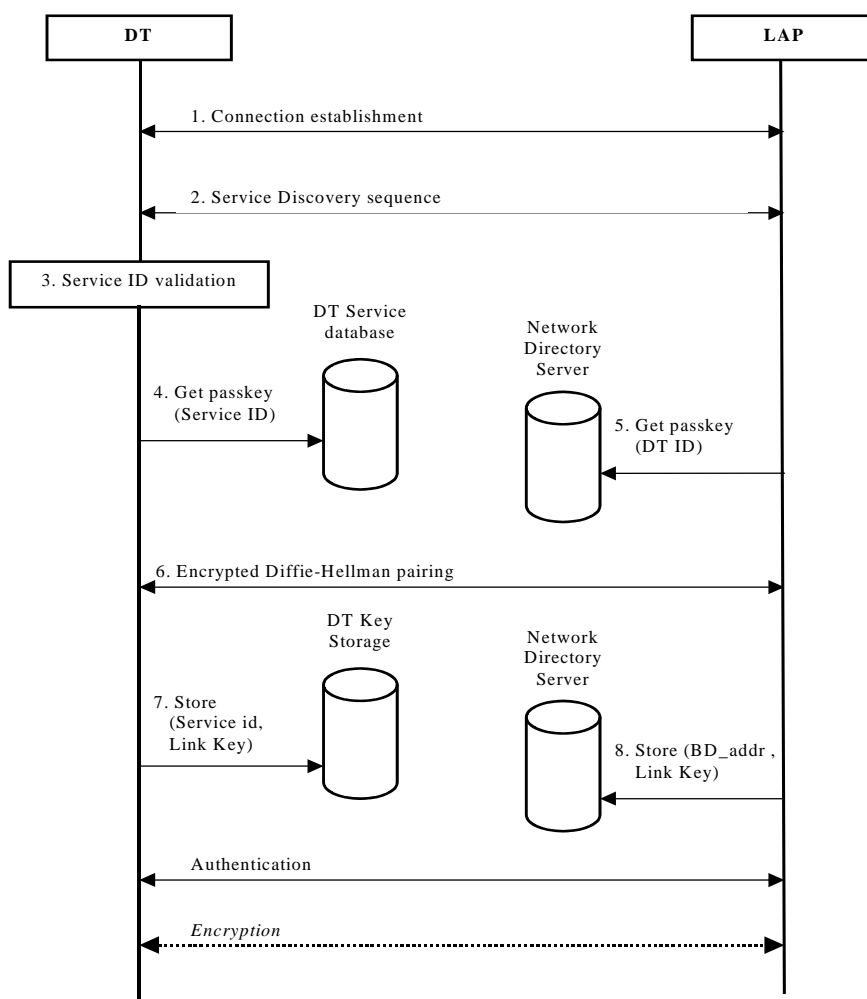 DT
LAP
1. Connection establishment
2. Service Discovery sequence
3. Service ID validation
DT Service
database
Network
Directory
Server
4. Get passkey
(Service ID)
5. Get passkey
(DT ID)
6. Encrypted Diffie-Hellman pairing
DT Key
Storage
Network
Directory
Server
7. Store
(Service id,
Link Key)
8. Store (BD_addr ,
Link Key)
Authentication
Encryption